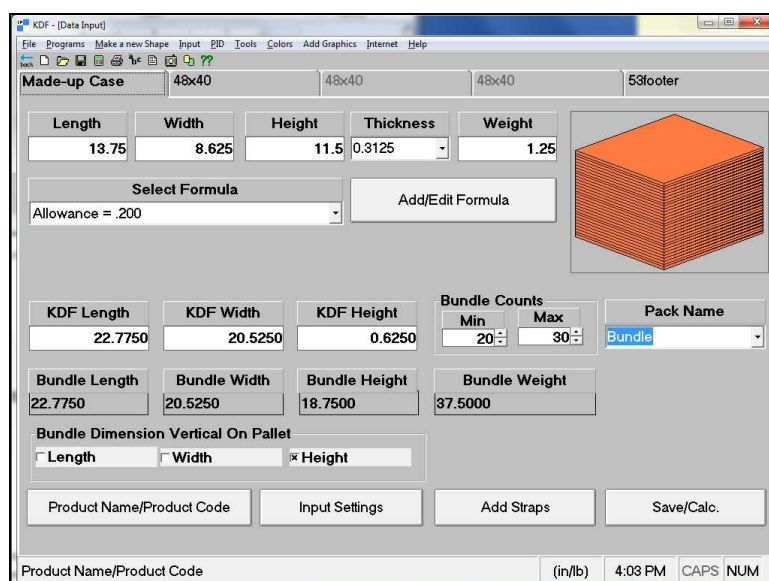 KDF - [Data Input]
File Programs Make a new Shape Input PID Tools Colors Add Graphics Internet Help
back
Made-up Case 48x40 48x40 48x40 53footer
Length Width Height Thickness Weight
13.75 8.625 11.5 0.3125 1.25
Select Formula
Allowance = .200
Add/Edit Formula
KDF Length KDF Width KDF Height Bundle Counts Min Max Pack Name
22.7750 20.5250 0.6250 20 30 Bundle
Bundle Length Bundle Width Bundle Height Bundle Weight
22.7750 20.5250 18.7500 37.5000
Bundle Dimension Vertical On Pallet
Length Width Height
Product Name/Product Code Input Settings Add Straps Save/Calc.
Product Name/Product Code (in/lb) 4:03 PM CAPS NUM